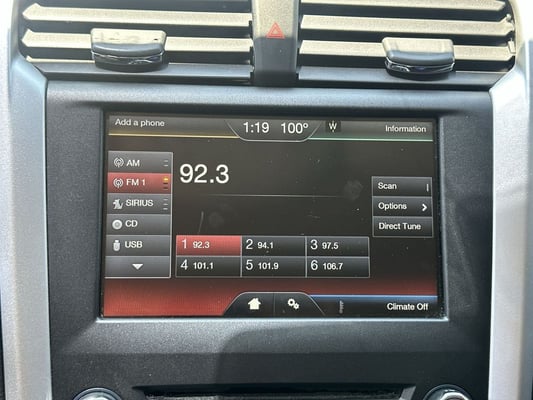 Add a phone
1:19 100° W
Information
AM
FM 1
SIRIUS
CD
USB
92.3
Scan
Options
Direct Tune
1 92.3 2 94.1 3 97.5
4 101.1 5 101.9 6 106.7
Climate Off